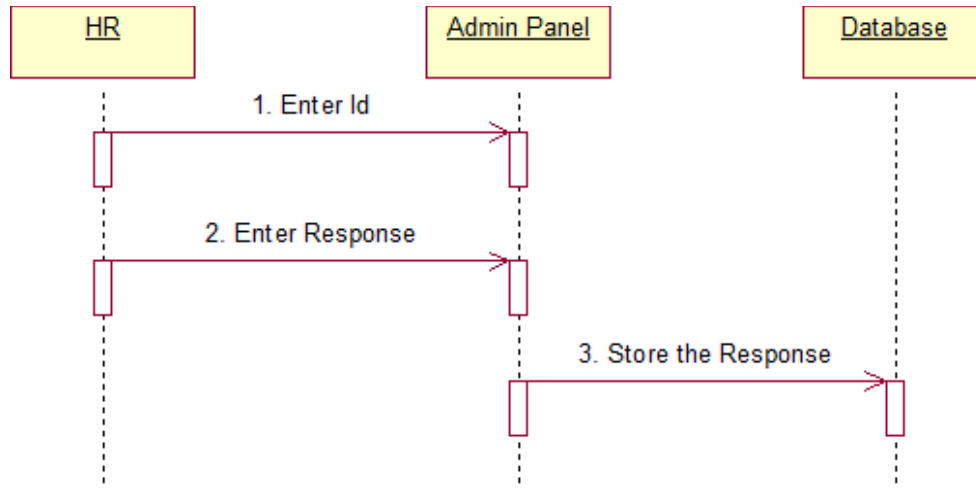 HR
Admin Panel
Database
1. Enter Id
2. Enter Response
3. Store the Response